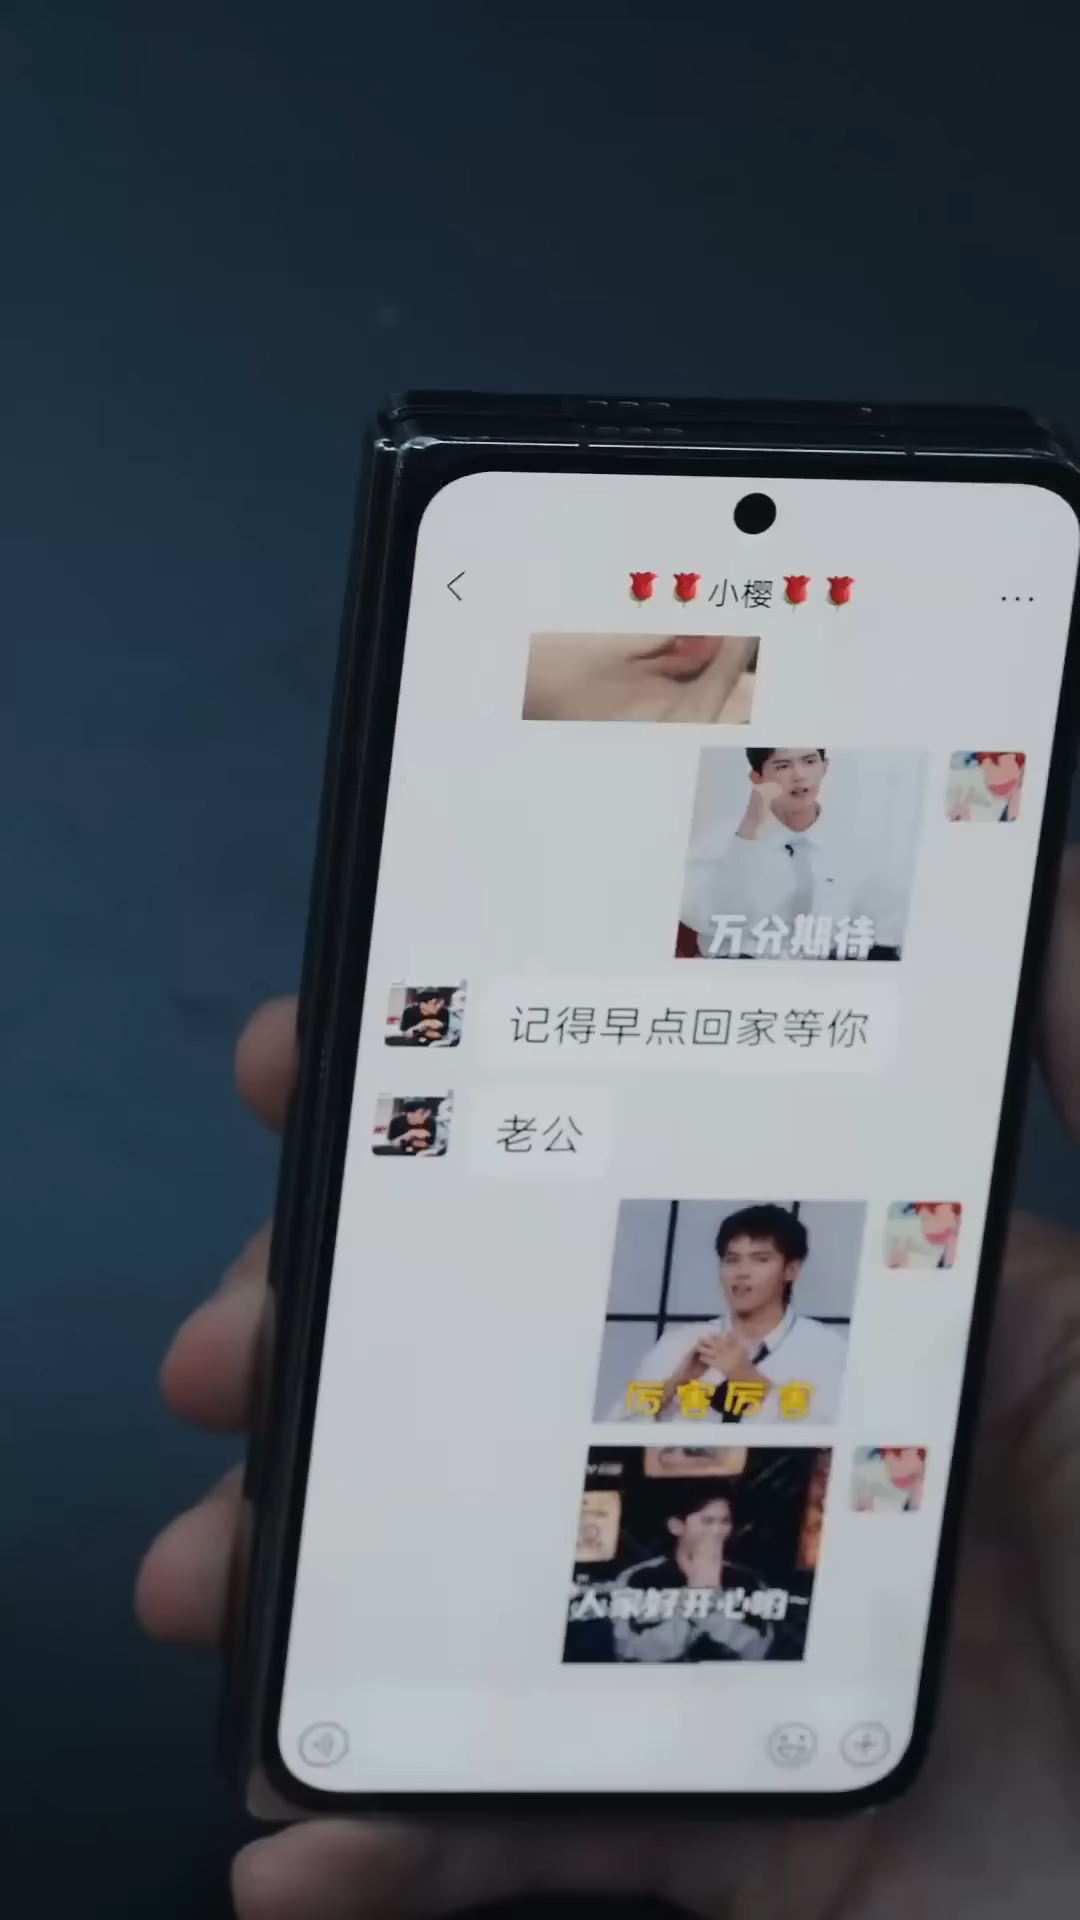 小樱
万分期待
记得早点回家等你
老公
厉害厉害
人家好开心哟~